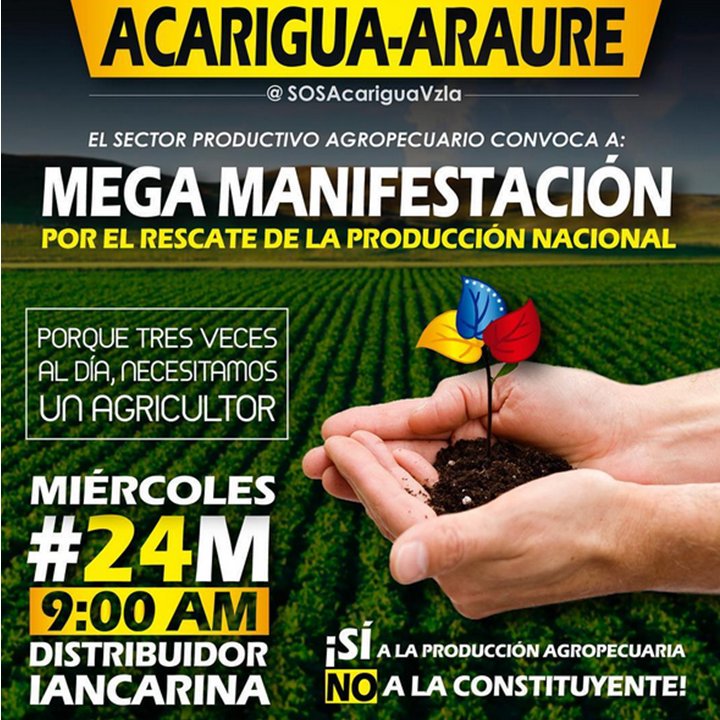 ACARIGUA-ARAURE
@SOSAcariguaVzla
EL SECTOR PRODUCTIVO AGROPECUARIO CONVOCA A:
MEGA MANIFESTACIÓN
POR EL RESCATE DE LA PRODUCCIÓN NACIONAL
PORQUE TRES VECES
AL DÍA, NECESITAMOS
UN AGRICULTOR
MIÉRCOLES
#24M
9:00 AM
DISTRIBUIDOR
IANCARINA
¡SÍ A LA PRODUCCIÓN AGROPECUARIA
NO A LA CONSTITUYENTE!